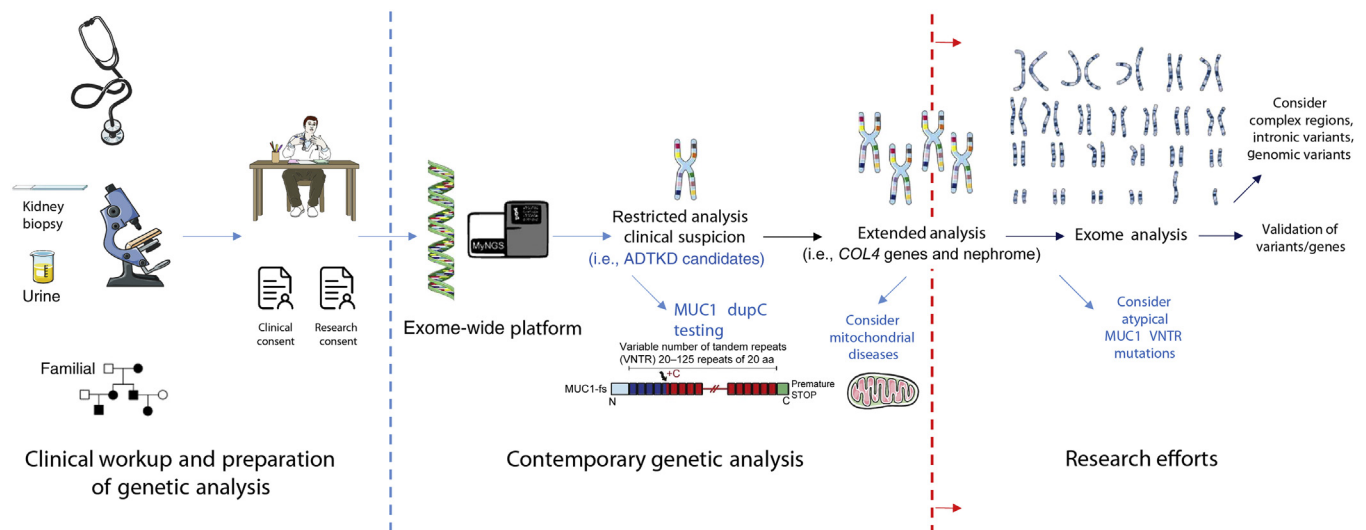 Kidney
biopsy
Urine
Familial
Clinical
consent
Research
consent
Clinical workup and preparation
of genetic analysis
MyNGS
Exome-wide platform
Restricted analysis
clinical suspicion
(i.e., ADTKD candidates)
MUC1 dupC
testing
Variable number of tandem repeats
(VNTR) 20–125 repeats of 20 aa
+C
MUC1-fs
N
C
Premature
STOP
Contemporary genetic analysis
Extended analysis
(i.e., COL4 genes and nephrome)
Consider
mitochondrial
diseases
Exome analysis
Consider
atypical
MUC1 VNTR
mutations
Consider
complex regions,
intronic variants,
genomic variants
Validation of
variants/genes
Research efforts